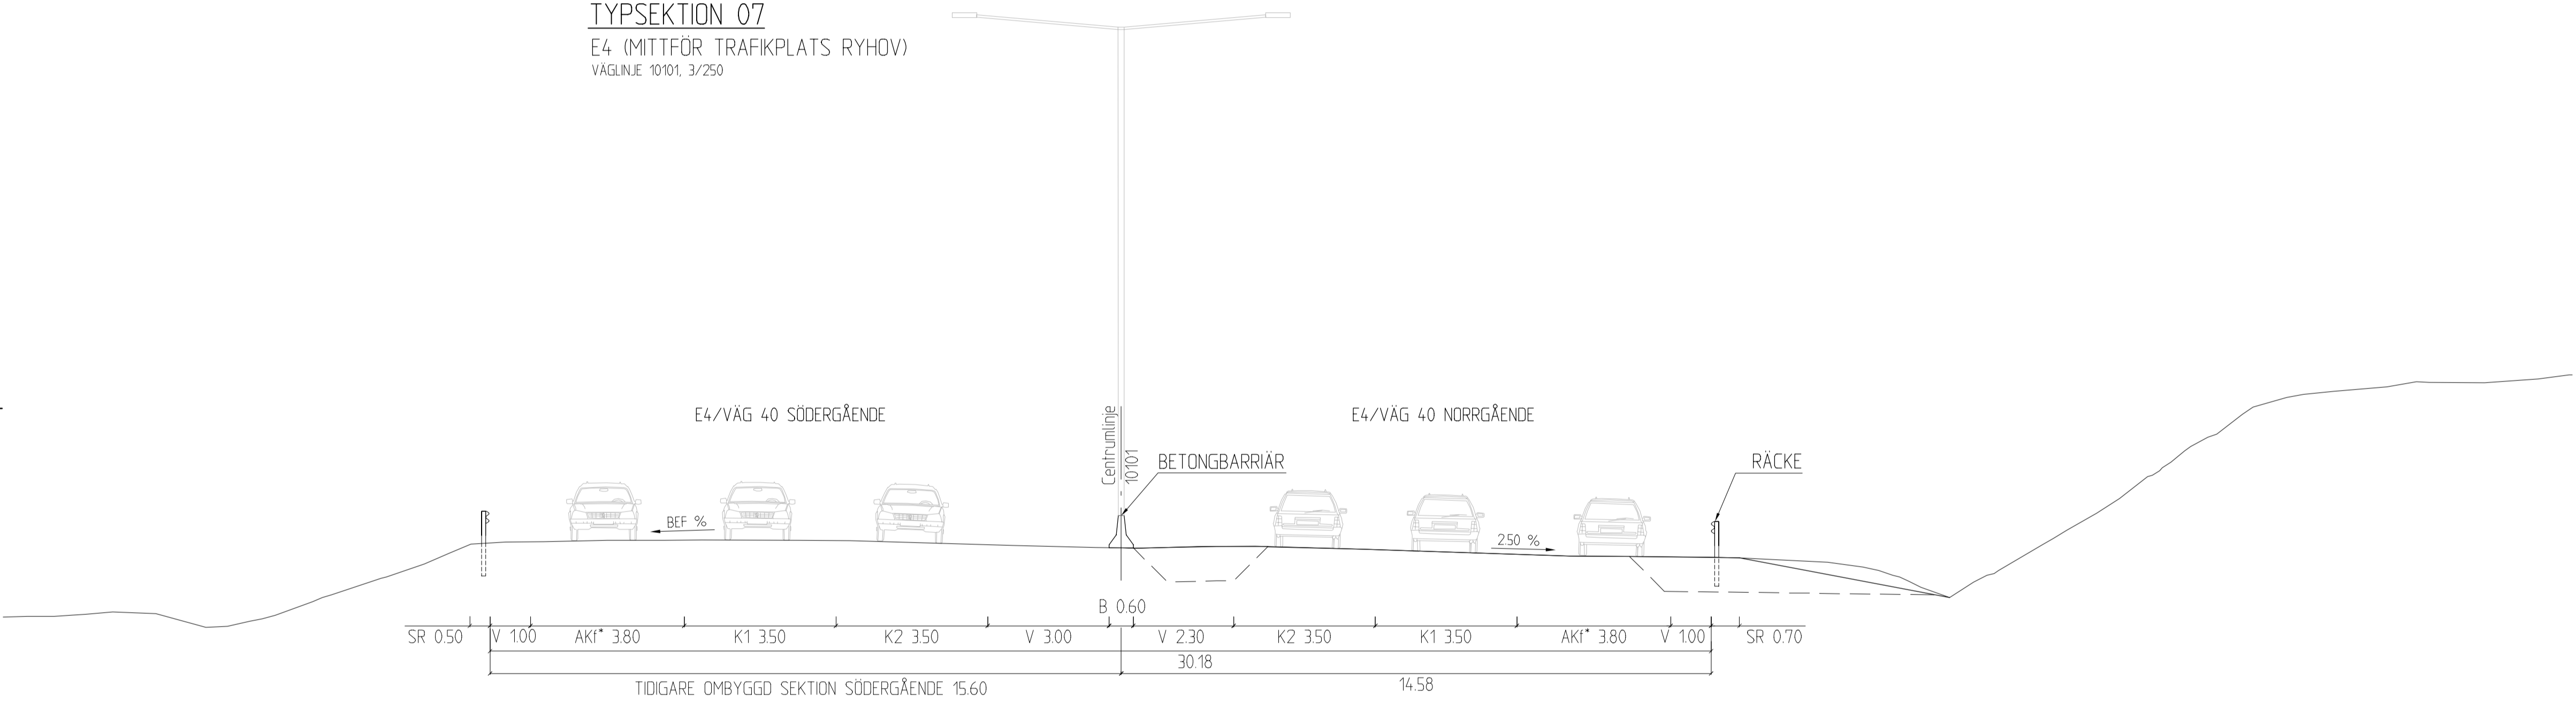 TYPSEKTION 07
E4 (MITTFÖR TRAFIKPLATS RYHOV)
VÄGLINJE 10101, 3/250
E4/VÄG 40 SÖDERGÅENDE
Centrumlinje
10101
E4/VÄG 40 NORRGÅENDE
BETONGBARRIÄR
RÄCKE
BEF %
2.50 %
B 0.60
SR 0.50
V 1.00
AKf* 3.80
K1 3.50
K2 3.50
V 3.00
V 2.30
K2 3.50
K1 3.50
AKf* 3.80
V 1.00
SR 0.70
30.18
TIDIGARE OMBYGGD SEKTION SÖDERGÅENDE 15.60
14.58